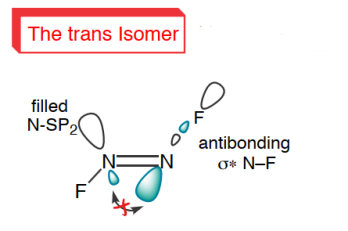 The trans Isomer
filled
N-SP2
F
antibonding
N
N
σ* N–F
F